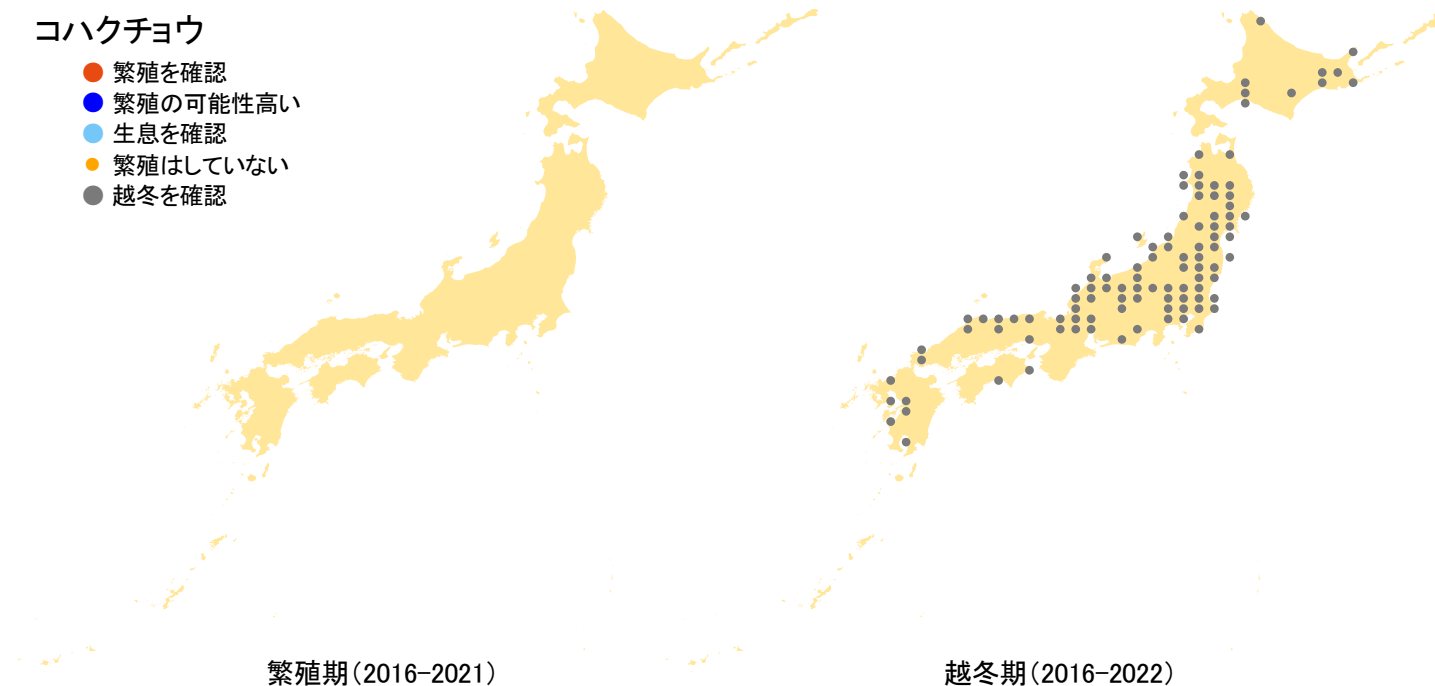 コハクチョウ
繁殖を確認
繁殖の可能性高い
生息を確認
繁殖はしていない
越冬を確認
繁殖期(2016-2021)
越冬期(2016-2022)